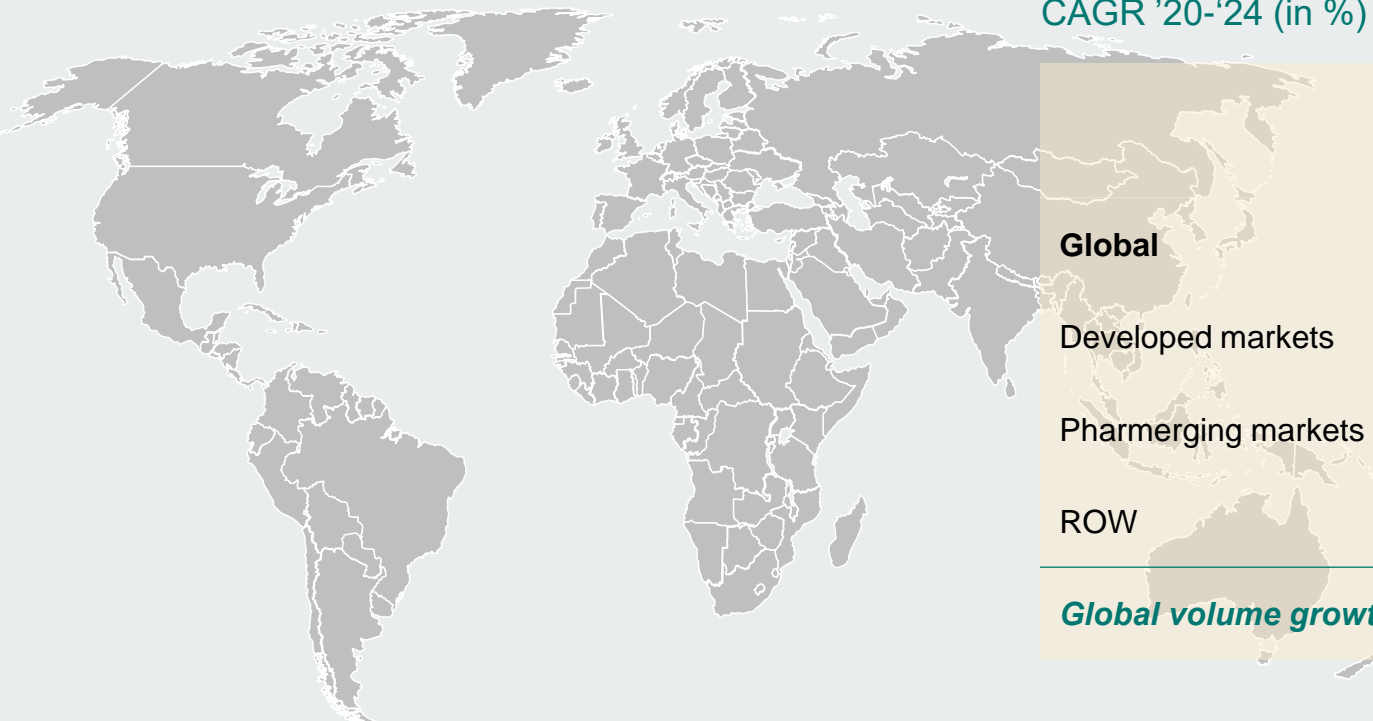 CAGR ’20-‘24 (in %)
Global
Developed markets
Pharmerging markets
ROW
Global volume growt